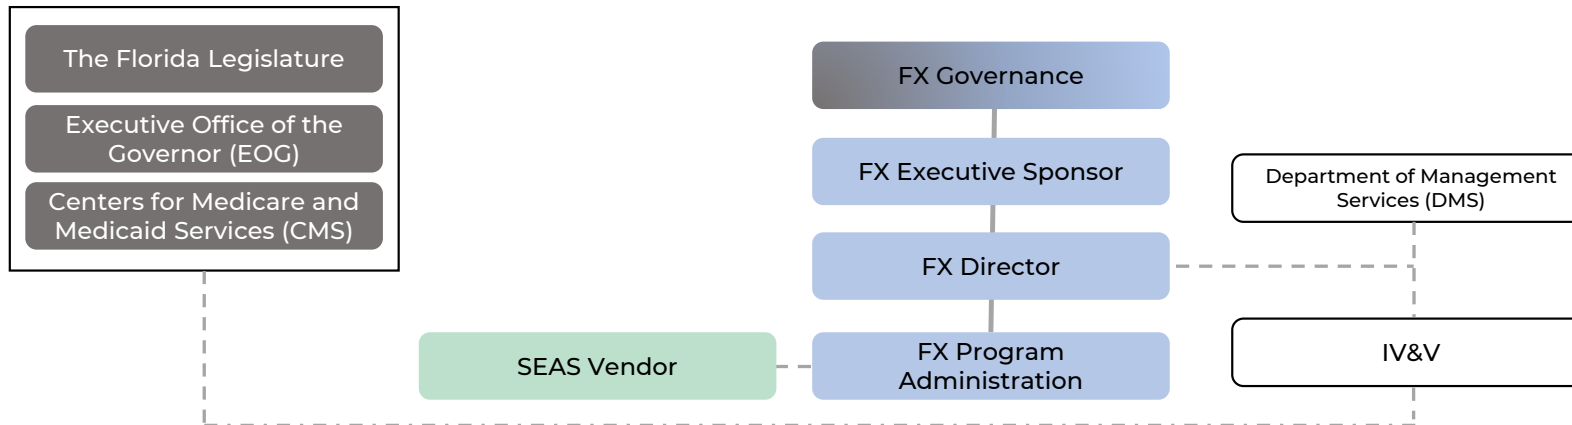 The Florida Legislature
Executive Office of the
Governor (EOG)
Centers for Medicare and
Medicaid Services (CMS)
FX Governance
FX Executive Sponsor
Department of Management
Services (DMS)
FX Director
SEAS Vendor
FX Program
Administration
IV&V